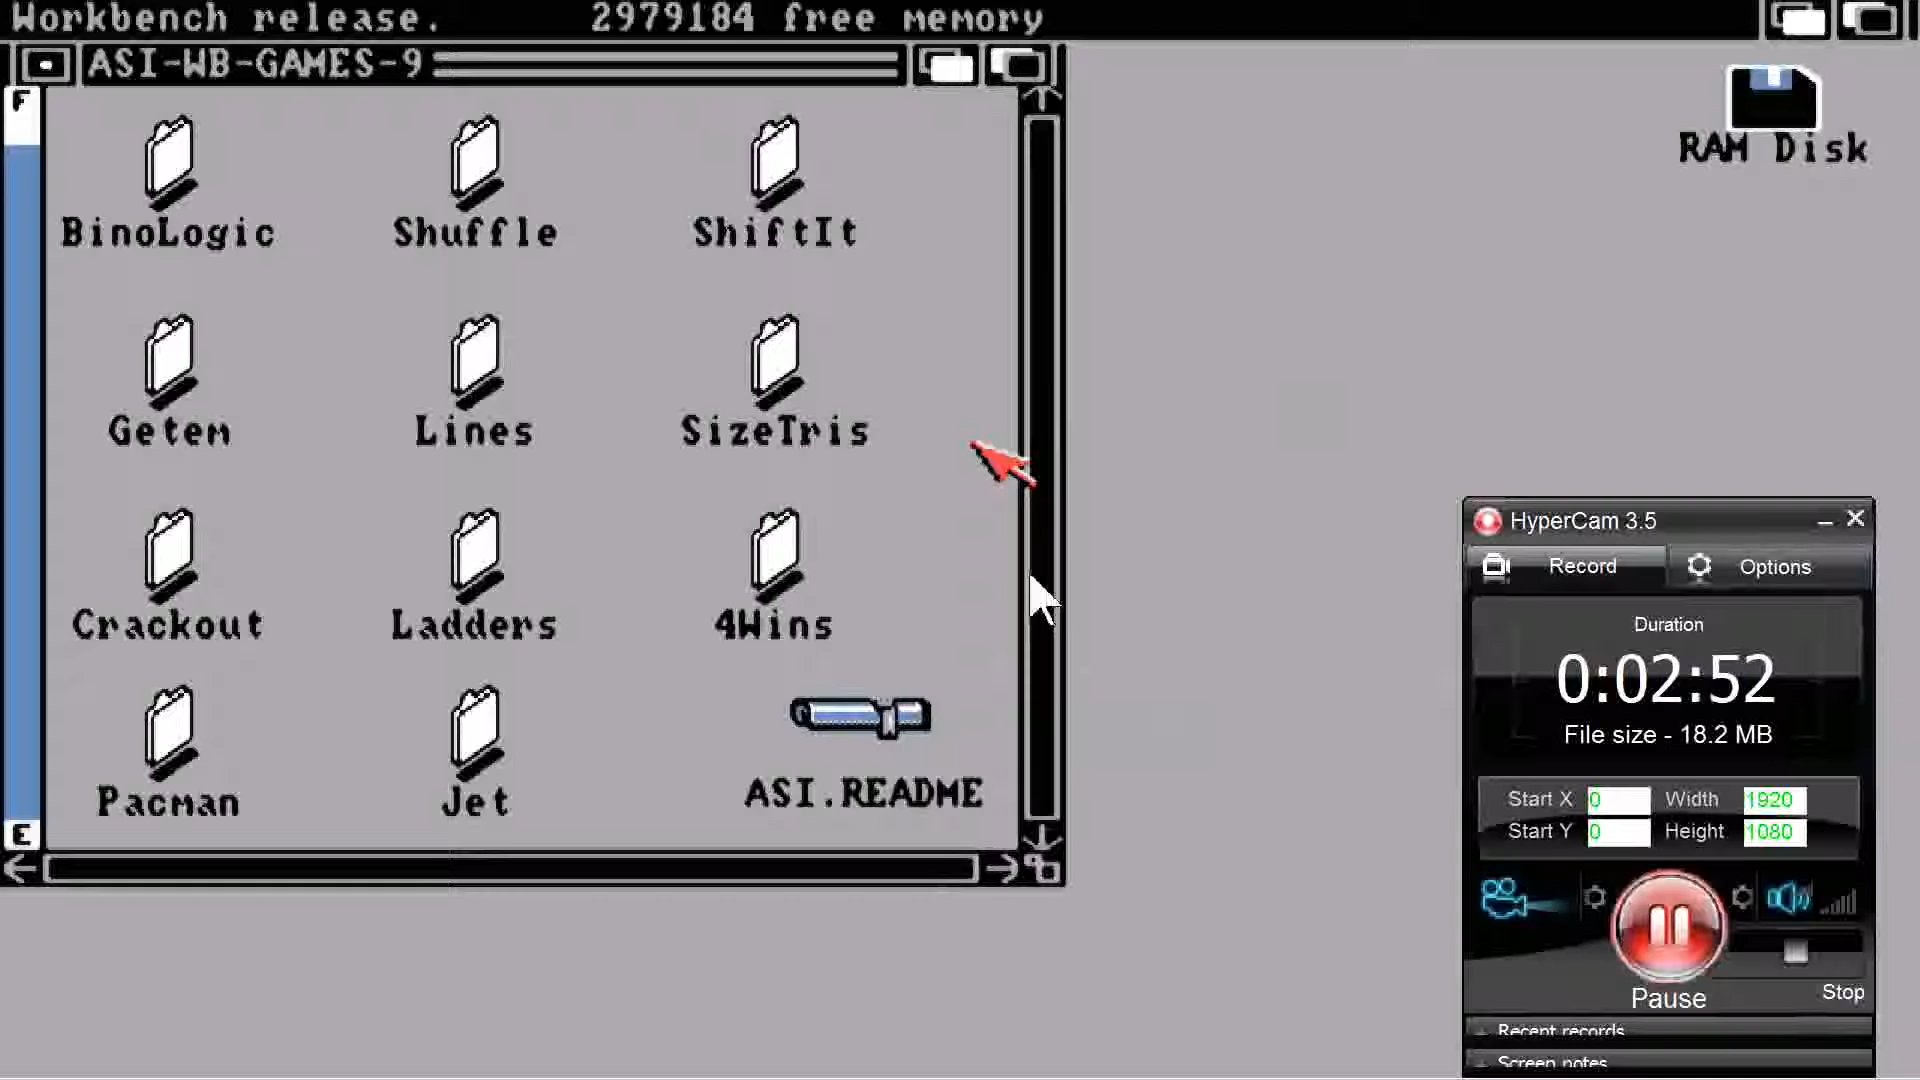 Workbench release. 2979184 free memory
ASI-WB-GAMES-9
F
RAM Disk
BinoLogic Shuffle ShiftIt
Getem Lines SizeTris
Crackout Ladders 4Wins
Pacman Jet ASI.README
E
HyperCam 3.5
Record Options
Duration
0:02:52
File size - 18.2 MB
Start X 0 Width 1920
Start Y 0 Height 1080
Pause
Stop
Recent records
Screen notes